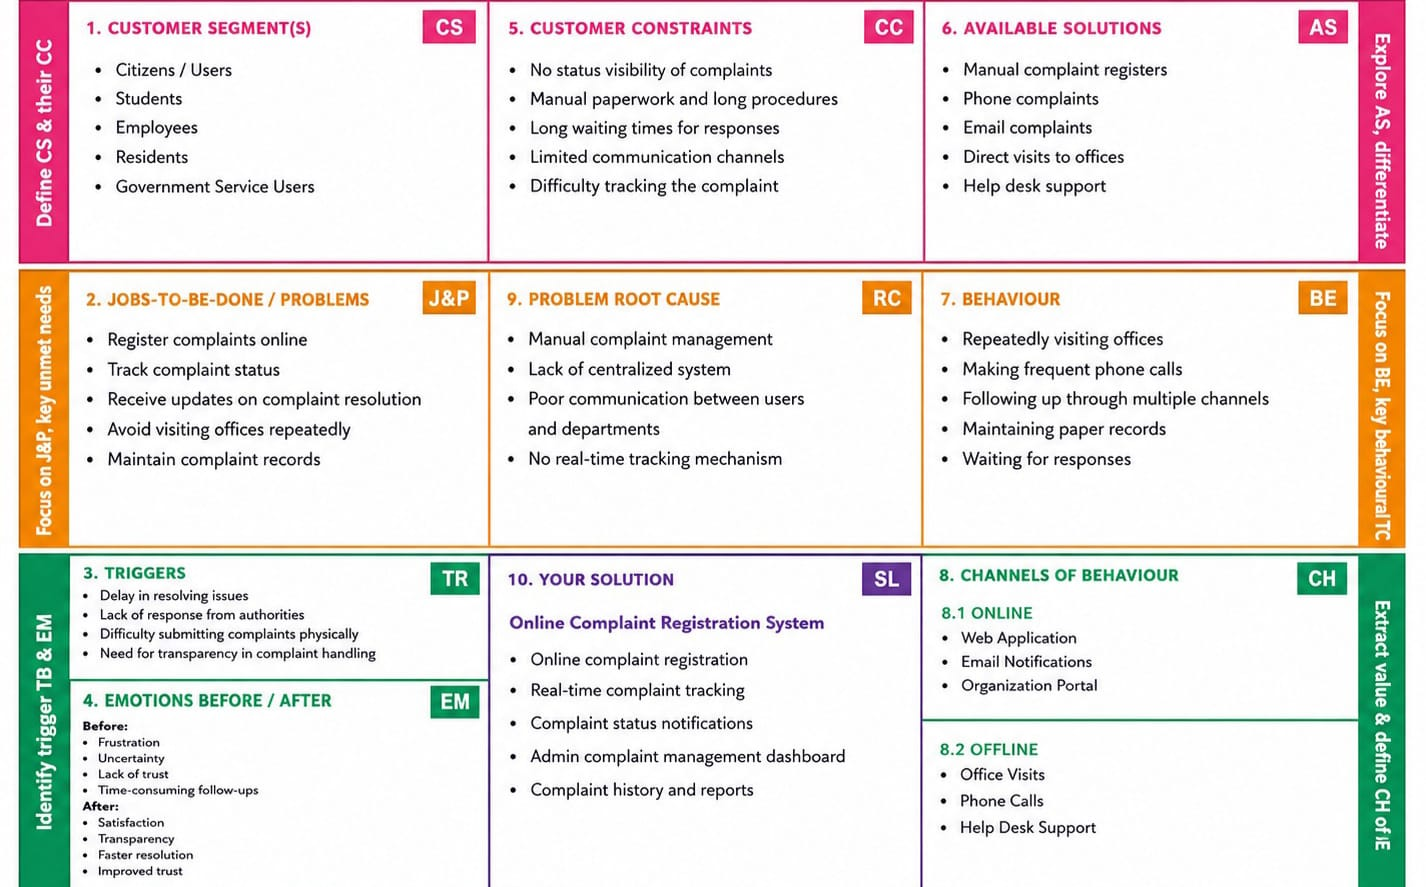 Define CS & their CC
1. CUSTOMER SEGMENT(S)
CS
• Citizens / Users
• Students
• Employees
• Residents
• Government Service Users
5. CUSTOMER CONSTRAINTS
CC
• No status visibility of complaints
• Manual paperwork and long procedures
• Long waiting times for responses
• Limited communication channels
• Difficulty tracking the complaint
6. AVAILABLE SOLUTIONS
AS
• Manual complaint registers
• Phone complaints
• Email complaints
• Direct visits to offices
• Help desk support
Explore AS, differentiate
Focus on J&P, key unmet needs
2. JOBS-TO-BE-DONE / PROBLEMS
J&P
• Register complaints online
• Track complaint status
• Receive updates on complaint resolution
• Avoid visiting offices repeatedly
• Maintain complaint records
9. PROBLEM ROOT CAUSE
RC
• Manual complaint management
• Lack of centralized system
• Poor communication between users
and departments
• No real-time tracking mechanism
7. BEHAVIOUR
BE
• Repeatedly visiting offices
• Making frequent phone calls
• Following up through multiple channels
• Maintaining paper records
• Waiting for responses
Focus on BE, key behavioural TC
Identify trigger TB & EM
3. TRIGGERS
TR
• Delay in resolving issues
• Lack of response from authorities
• Difficulty submitting complaints physically
• Need for transparency in complaint handling
4. EMOTIONS BEFORE / AFTER
EM
Before:
• Frustration
• Uncertainty
• Lack of trust
• Time-consuming follow-ups
After:
• Satisfaction
• Transparency
• Faster resolution
• Improved trust
10. YOUR SOLUTION
SL
Online Complaint Registration System
• Online complaint registration
• Real-time complaint tracking
• Complaint status notifications
• Admin complaint management dashboard
• Complaint history and reports
8. CHANNELS OF BEHAVIOUR
CH
8.1 ONLINE
• Web Application
• Email Notifications
• Organization Portal
8.2 OFFLINE
• Office Visits
• Phone Calls
• Help Desk Support
Extract value & define CH of